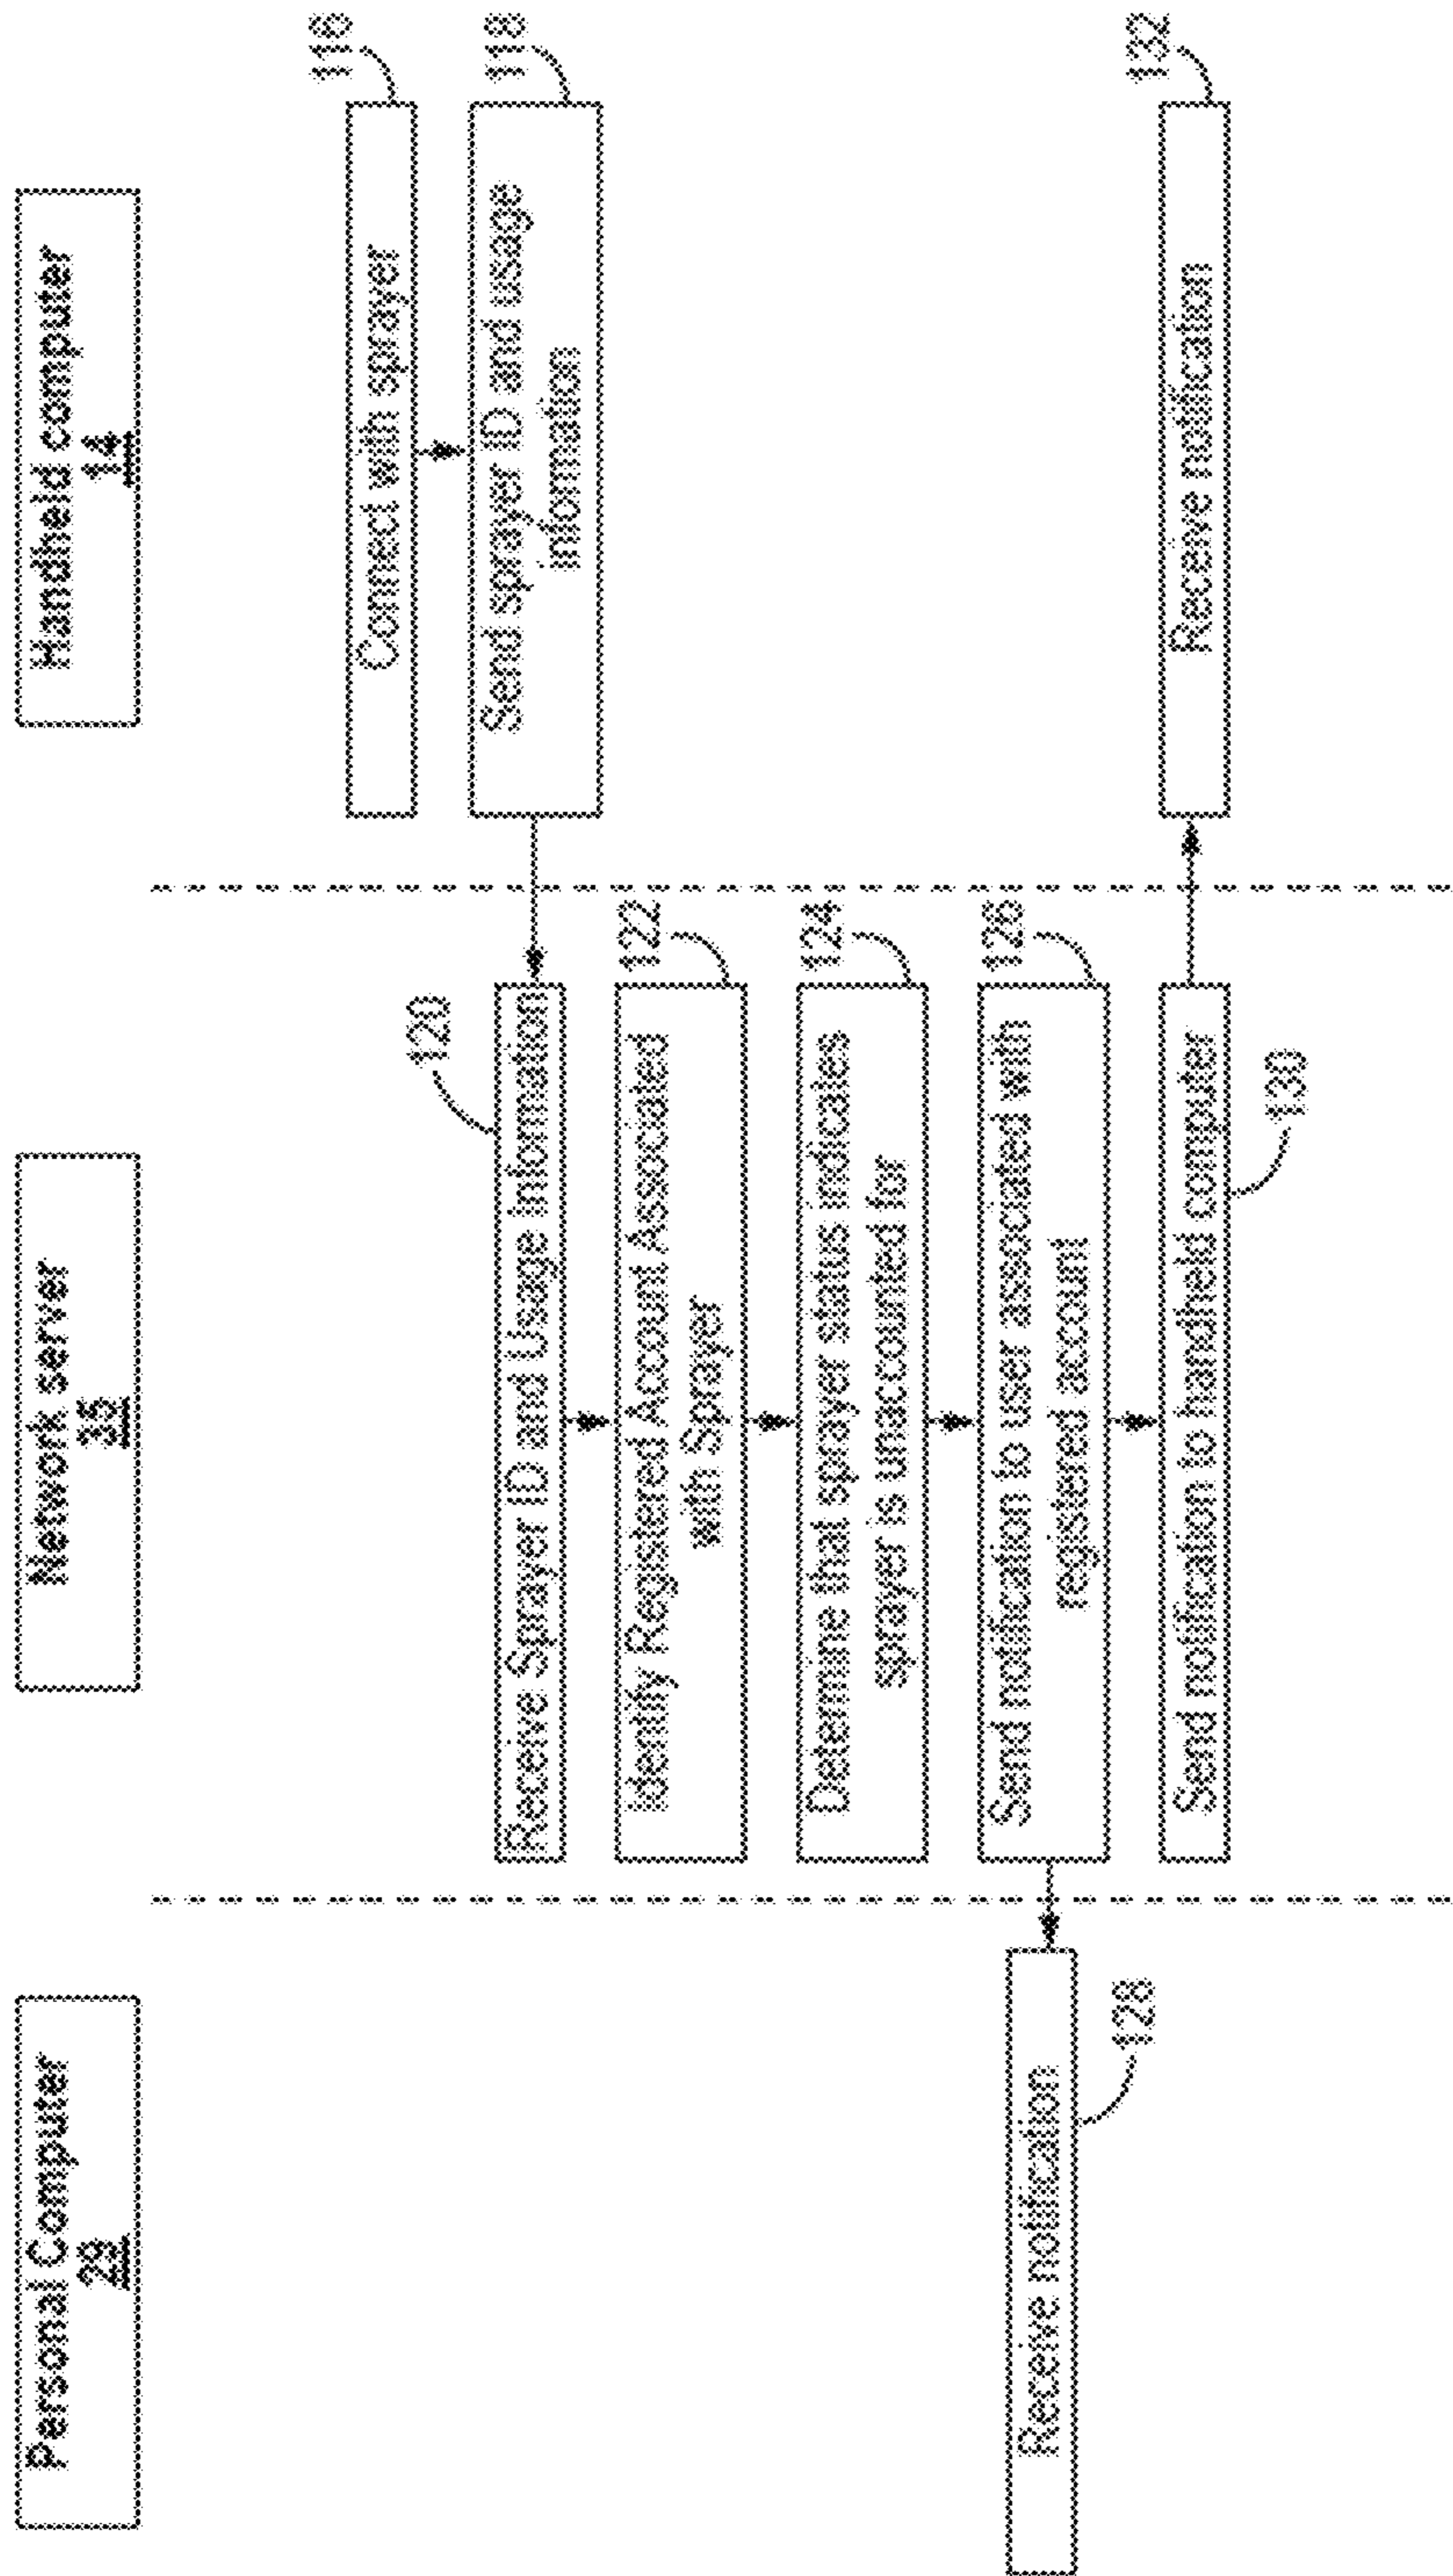 Personal Computer
29
Network server
35
Handheld computer
14
116
Connect with sprayer
118
Send sprayer ID and usage
information
120
Receive Sprayer ID and Usage Information
122
Identify Registered Account Associated
with Sprayer
124
Determine that sprayer status indicates
sprayer is unaccounted for
126
Send notification to user associated with
registered account
Receive notification
128
Send notification to handheld computer
130
132
Receive notification